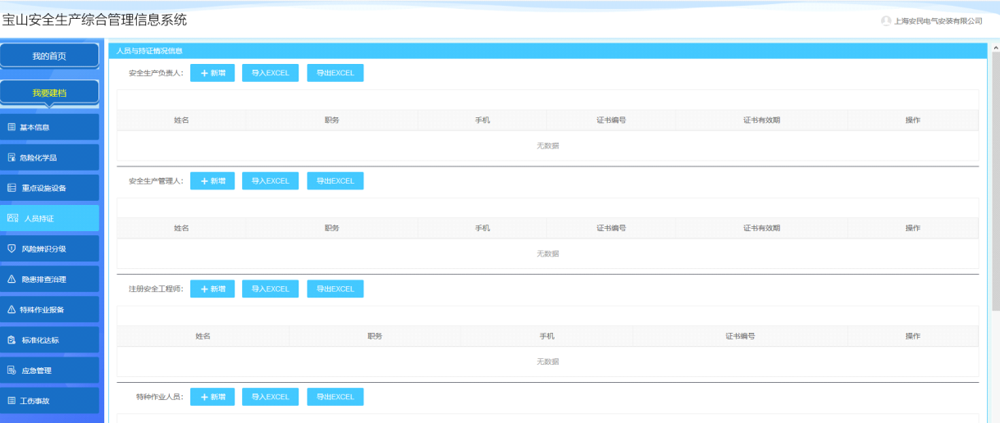 宝山安全生产综合管理信息系统
上海安民电气安装有限公司
我的首页
我要建档
基本信息
危险化学品
重点设施设备
人员持证
风险辨识分级
隐患排查治理
特殊作业报备
标准化达标
应急管理
工伤事故
人员与持证情况信息
安全生产负责人: + 新增 导入EXCEL 导出EXCEL
姓名 职务 手机 证书编号 证书有效期 操作
无数据
安全生产管理人: + 新增 导入EXCEL 导出EXCEL
姓名 职务 手机 证书编号 证书有效期 操作
无数据
注册安全工程师: + 新增 导入EXCEL 导出EXCEL
姓名 职务 手机 证书编号 操作
无数据
特种作业人员: + 新增 导入EXCEL 导出EXCEL